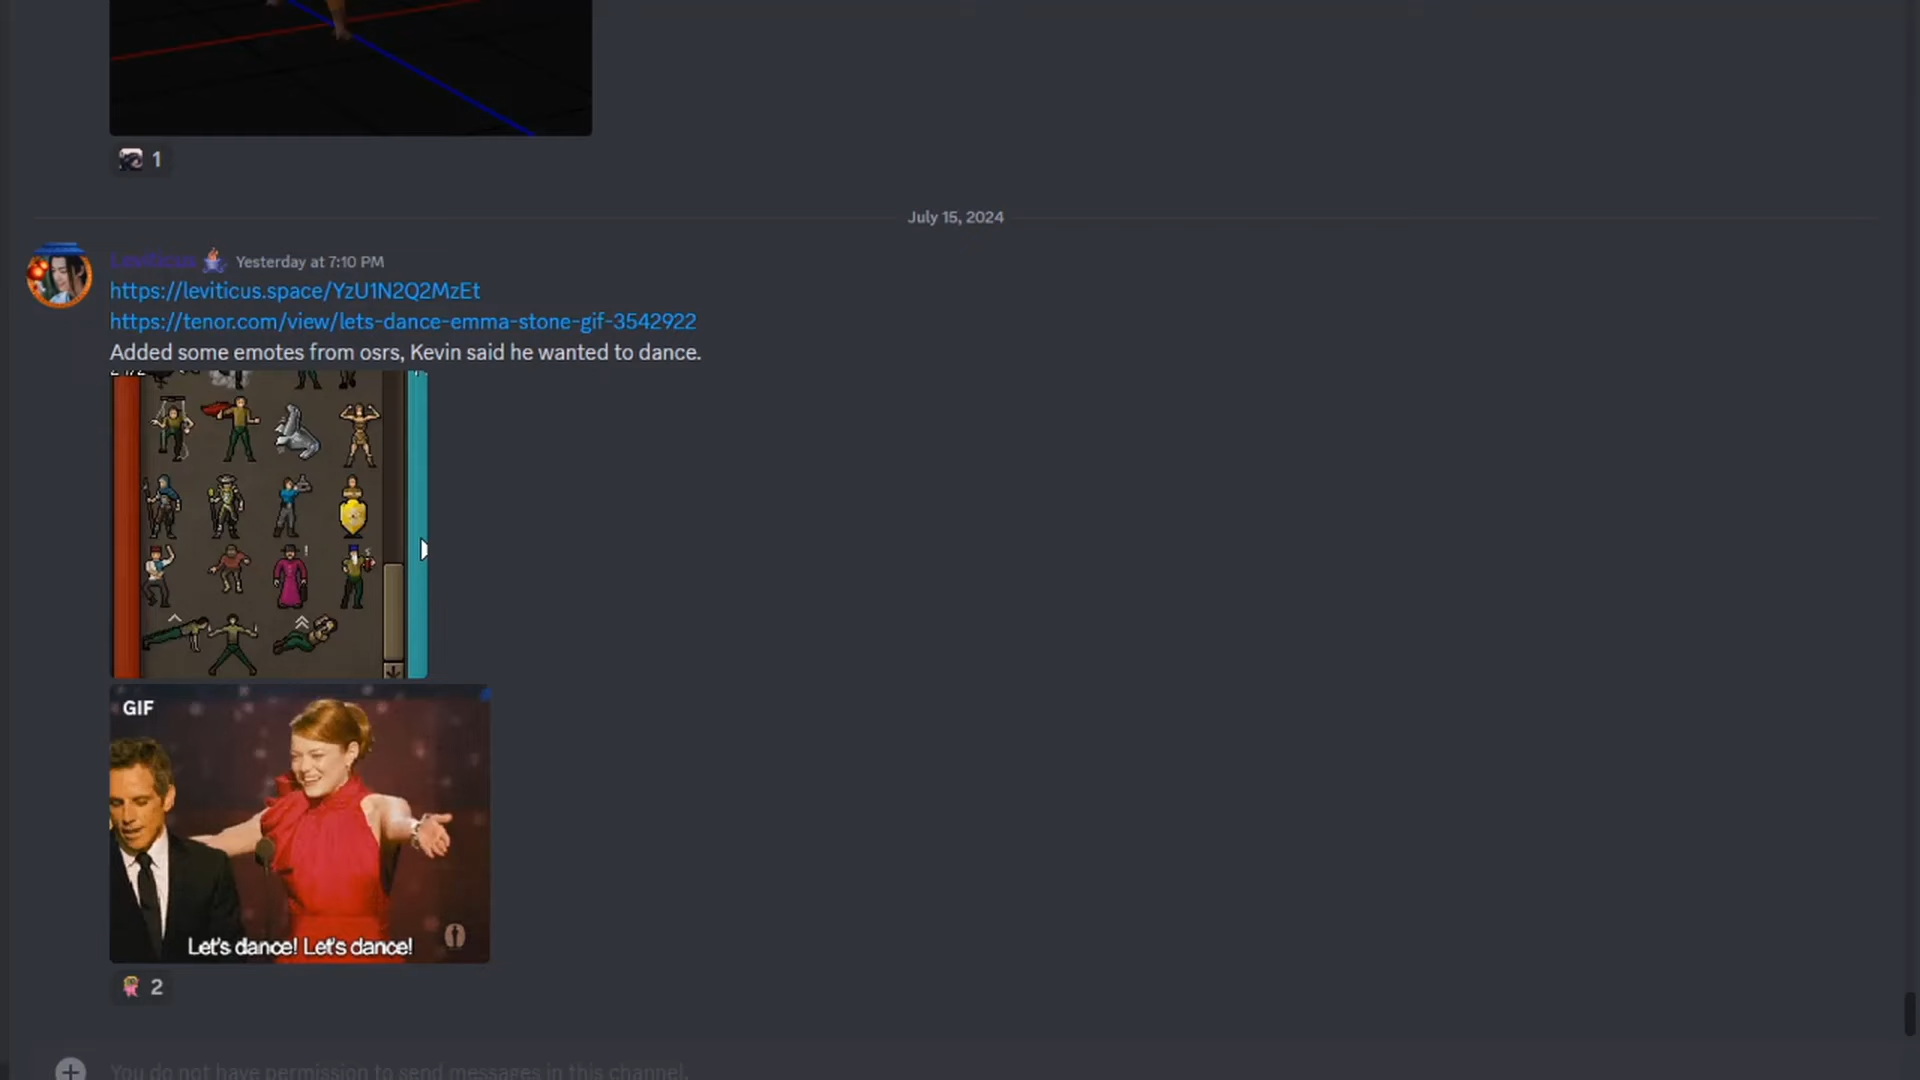 1
July 15, 2024
Leviticus Yesterday at 7:10 PM
https://leviticus.space/YzU1N2Q2MzEt
https://tenor.com/view/lets-dance-emma-stone-gif-3542922
Added some emotes from osrs, Kevin said he wanted to dance.
GIF
Let's dance! Let's dance!
2
You do not have permission to send messages in this channel.